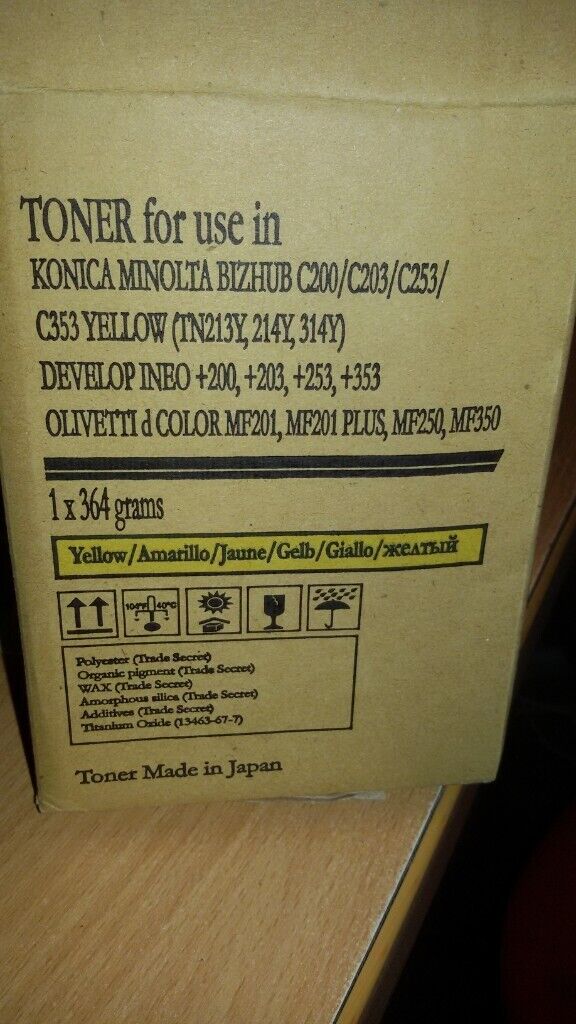 TONER for use in
KONICA MINOLTA BIZHUB C200/C203/C253/
C353 YELLOW (TN213Y, 214Y, 314Y)
DEVELOP INEO +200, +203, +253, +353
OLIVETTI d COLOR MF201, MF201 PLUS, MF250, MF350
1 x 364 grams
Yellow/Amarillo/Jaune/Gelb/Giallo/желтый
104°F 40°C
Polyester (Trade Secret)
Organic pigment (Trade Secret)
WAX (Trade Secret)
Amorphous silica (Trade Secret)
Additives (Trade Secret)
Titanium Oxide (13463-67-7)
Toner Made in Japan